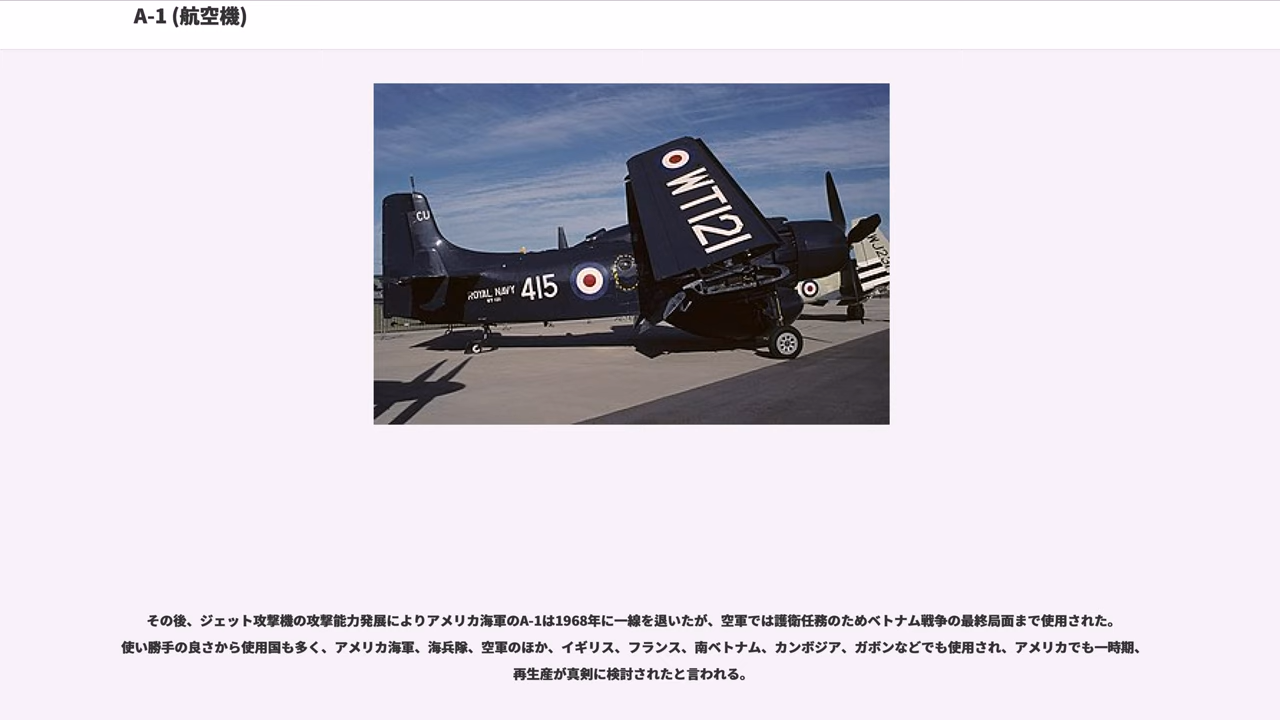 A-1 (航空機)
CU
WT121
ROYAL NAVY
415
その後、ジェット攻撃機の攻撃能力発展によりアメリカ海軍のA-1は1968年に一線を退いたが、空軍では護衛任務のためベトナム戦争の最終局面まで使用された。
使い勝手の良さから使用国も多く、アメリカ海軍、海兵隊、空軍のほか、イギリス、フランス、南ベトナム、カンボジア、ガボンなどでも使用され、アメリカでも一時期、
再生産が真剣に検討されたと言われる。